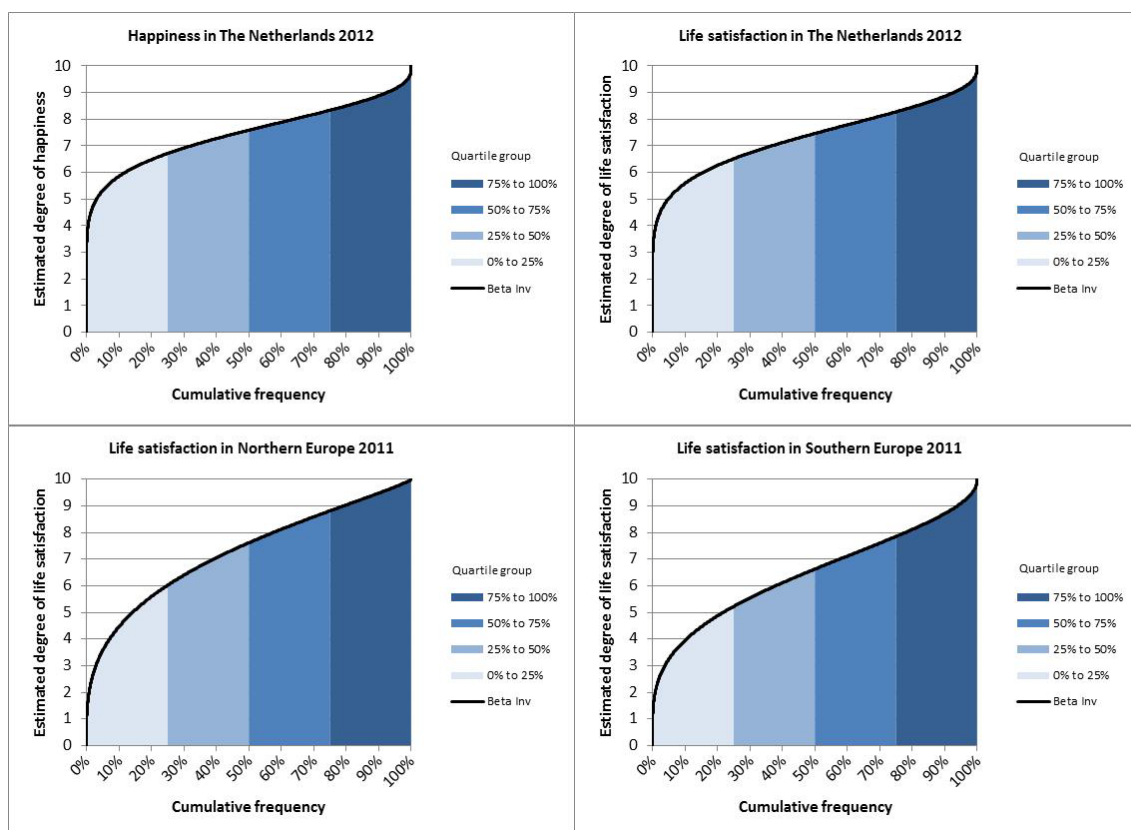 Happiness in The Netherlands 2012
Estimated degree of happiness
10
9
8
7
6
5
4
3
2
1
0
0%
10%
20%
30%
40%
50%
60%
70%
80%
90%
100%
Cumulative frequency
Quartile group
75% to 100%
50% to 75%
25% to 50%
0% to 25%
Beta Inv
Life satisfaction in The Netherlands 2012
Estimated degree of life satisfaction
10
9
8
7
6
5
4
3
2
1
0
0%
10%
20%
30%
40%
50%
60%
70%
80%
90%
100%
Cumulative frequency
Quartile group
75% to 100%
50% to 75%
25% to 50%
0% to 25%
Beta Inv
Life satisfaction in Northern Europe 2011
Estimated degree of life satisfaction
10
9
8
7
6
5
4
3
2
1
0
0%
10%
20%
30%
40%
50%
60%
70%
80%
90%
100%
Cumulative frequency
Quartile group
75% to 100%
50% to 75%
25% to 50%
0% to 25%
Beta Inv
Life satisfaction in Southern Europe 2011
Estimated degree of life satisfaction
10
9
8
7
6
5
4
3
2
1
0
0%
10%
20%
30%
40%
50%
60%
70%
80%
90%
100%
Cumulative frequency
Quartile group
75% to 100%
50% to 75%
25% to 50%
0% to 25%
Beta Inv